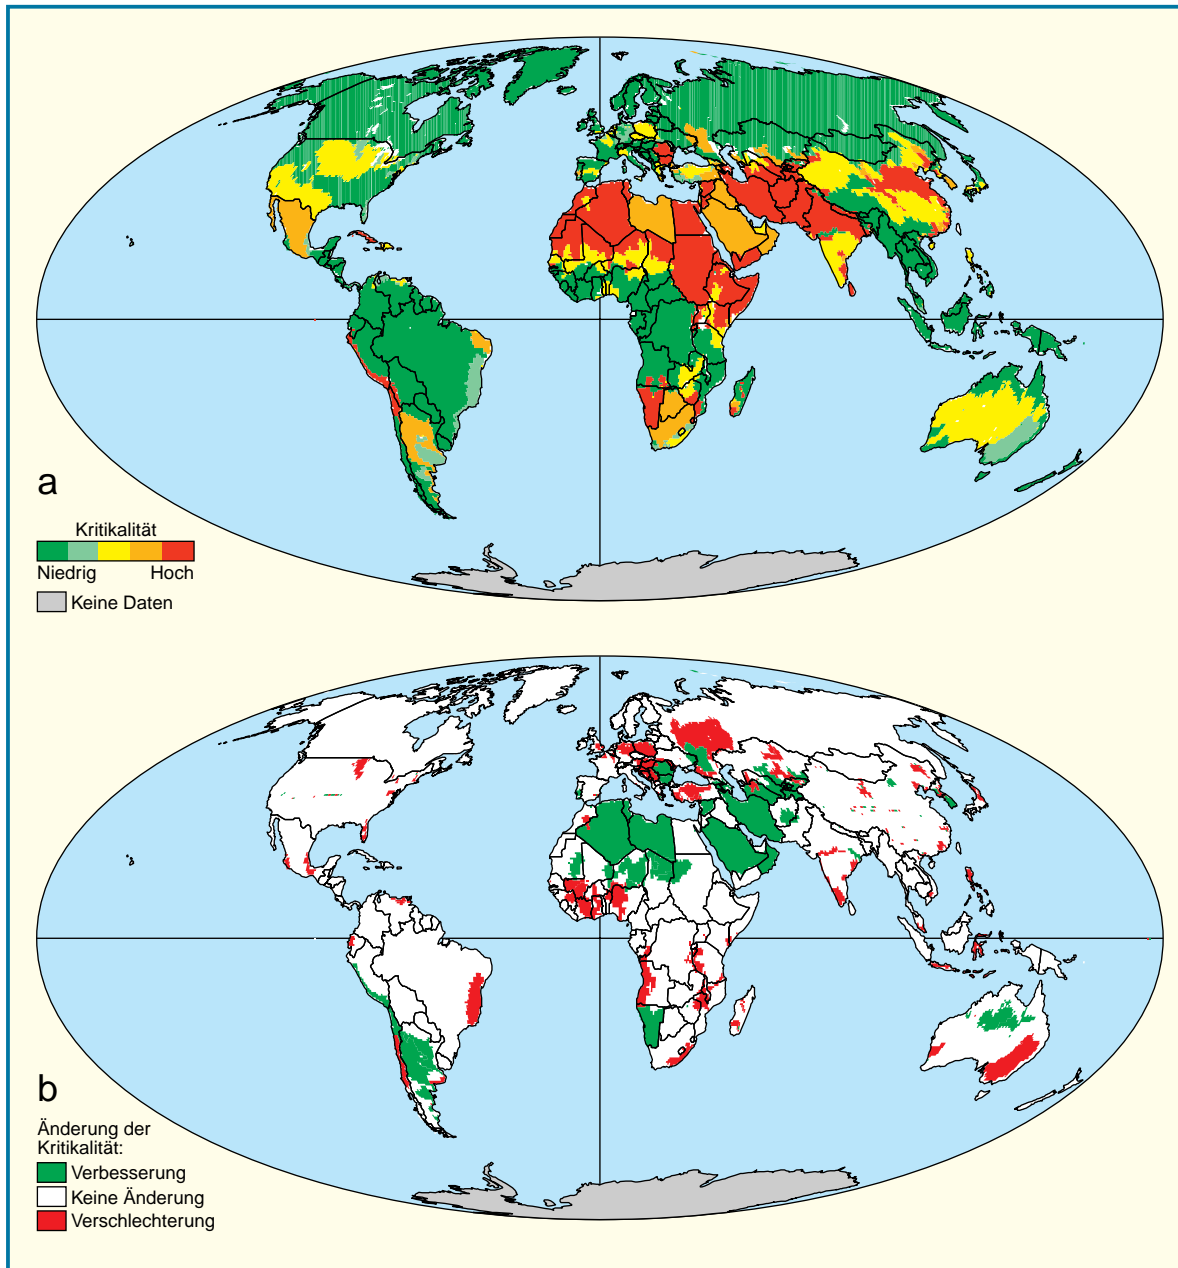 a
Kritikalität
Niedrig Hoch
Keine Daten
b
Änderung der
Kritikalität:
Verbesserung
Keine Änderung
Verschlechterung